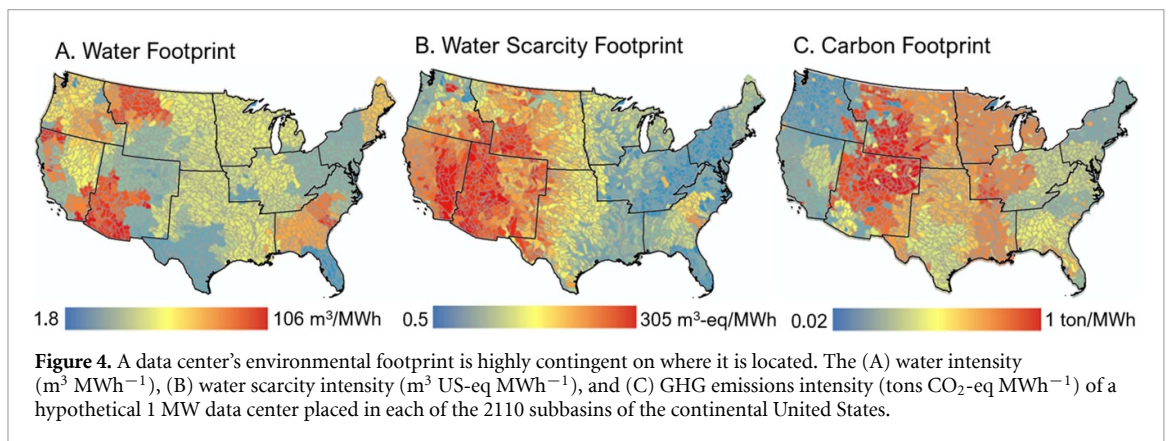 A. Water Footprint
B. Water Scarcity Footprint
C. Carbon Footprint
1.8
106 m³/MWh
0.5
305 m³-eq/MWh
0.02
1 ton/MWh
Figure 4. A data center's environmental footprint is highly contingent on where it is located. The (A) water intensity
(m³ MWh⁻¹), (B) water scarcity intensity (m³ US-eq MWh⁻¹), and (C) GHG emissions intensity (tons CO₂-eq MWh⁻¹) of a
hypothetical 1 MW data center placed in each of the 2110 subbasins of the continental United States.